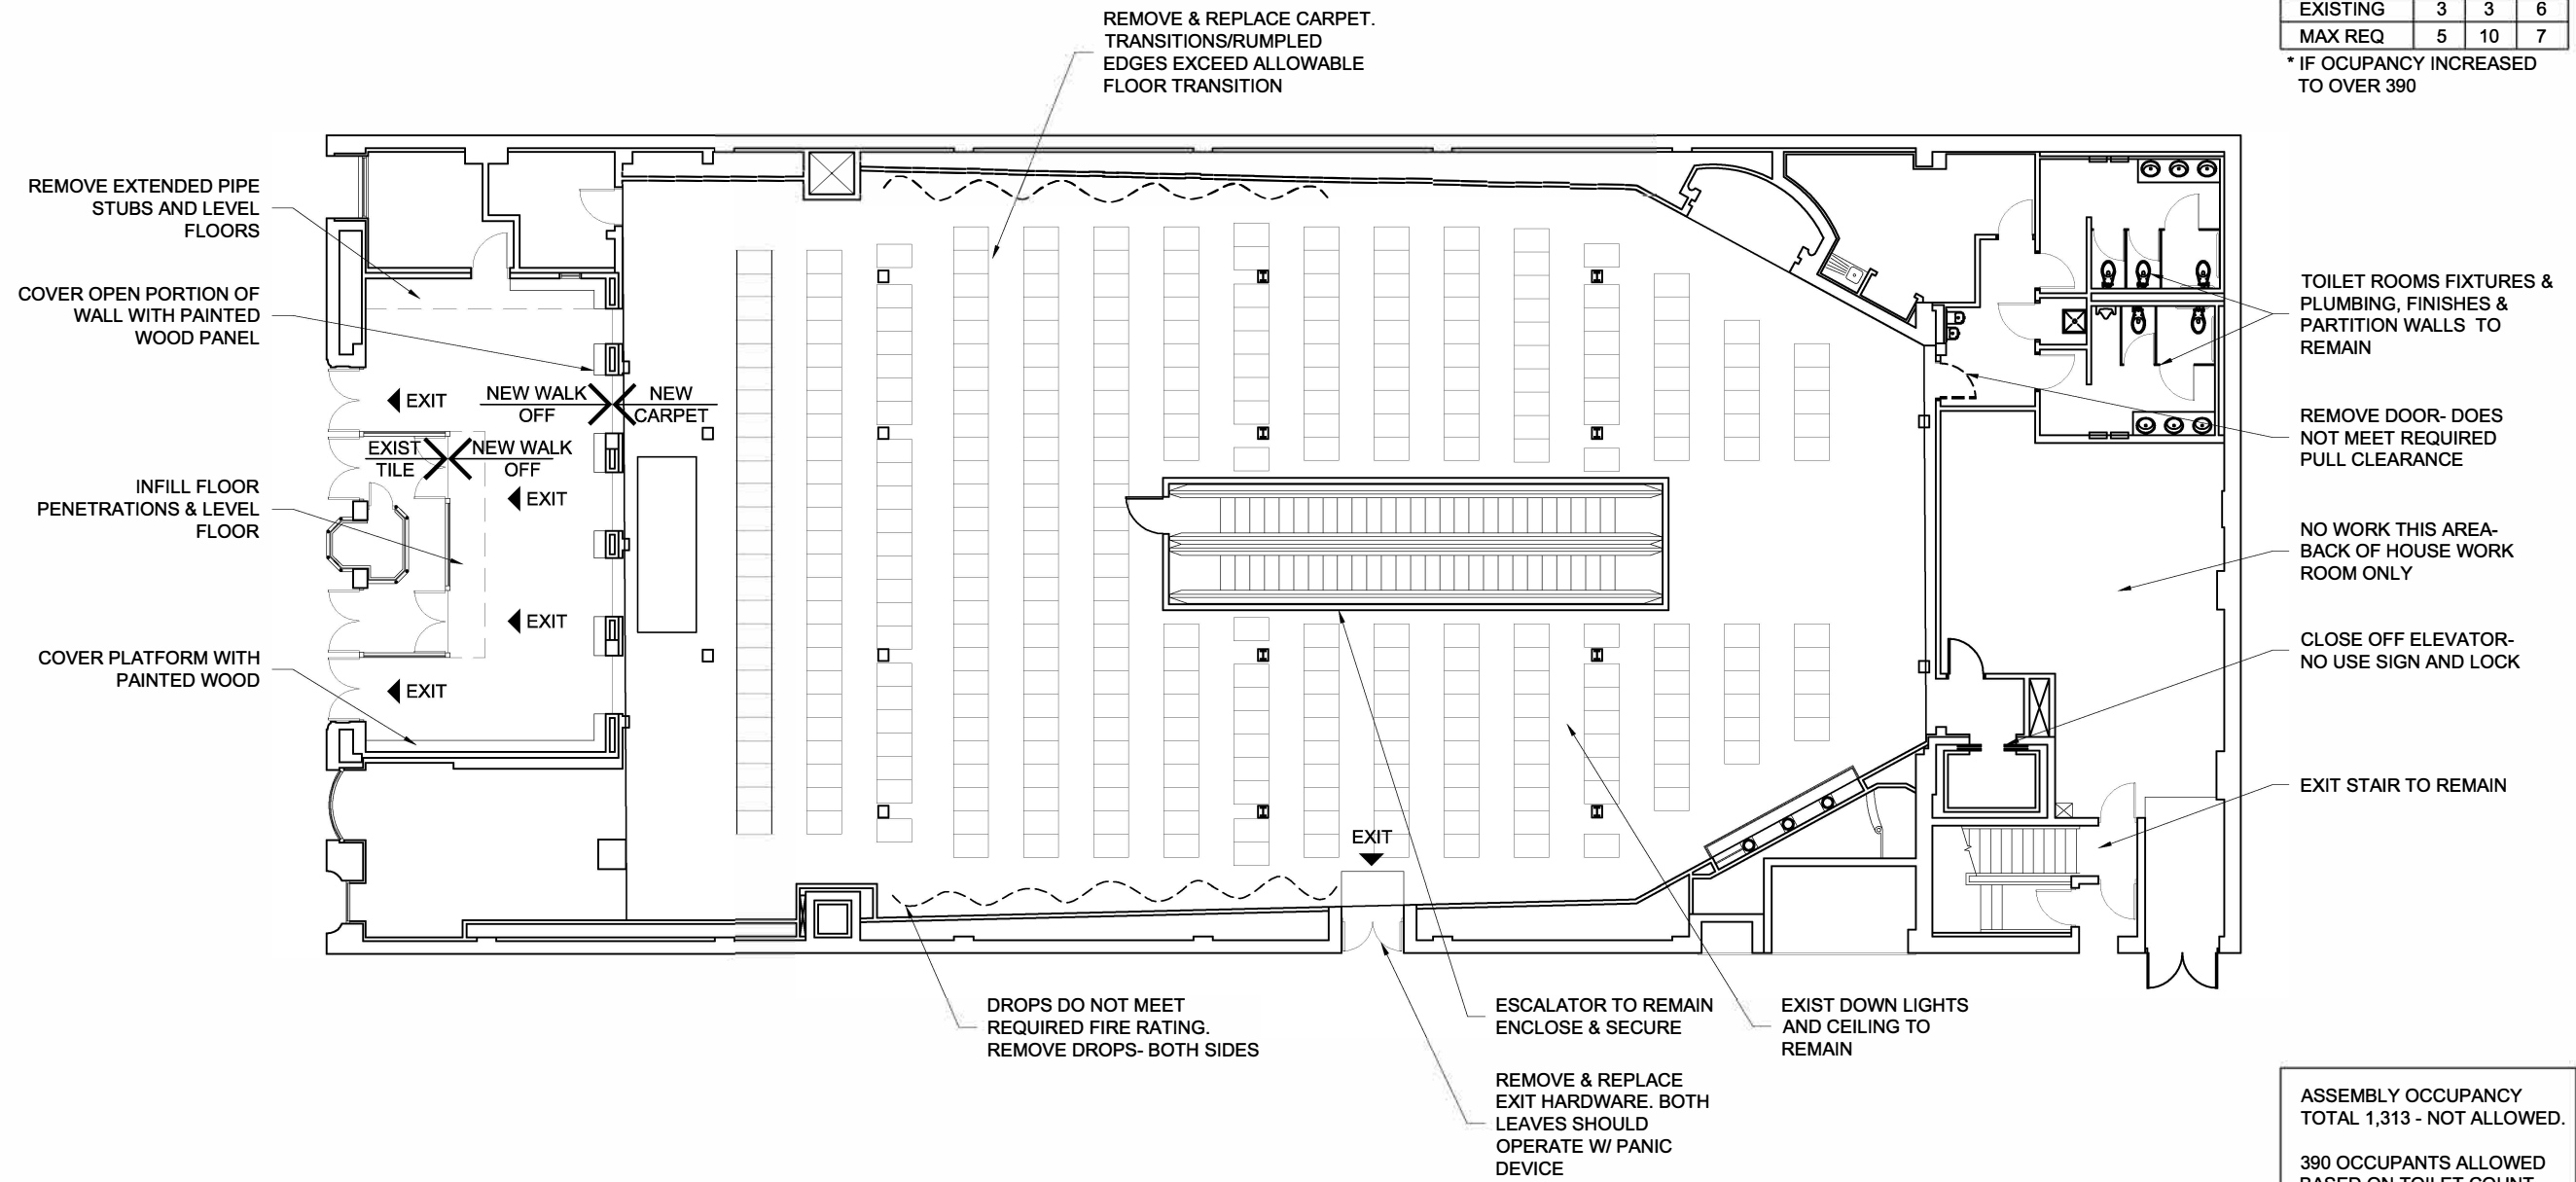 REMOVE & REPLACE CARPET.
TRANSITIONS/RUMPLED
EDGES EXCEED ALLOWABLE
FLOOR TRANSITION
EXISTING 3 3 6
MAX REQ 5 10 7
* IF OCUPANCY INCREASED
TO OVER 390
REMOVE EXTENDED PIPE
STUBS AND LEVEL
FLOORS
COVER OPEN PORTION OF
WALL WITH PAINTED
WOOD PANEL
INFILL FLOOR
PENETRATIONS & LEVEL
FLOOR
COVER PLATFORM WITH
PAINTED WOOD
EXIT
NEW WALK
OFF
NEW
CARPET
EXIST
TILE
NEW WALK
OFF
EXIT
EXIT
EXIT
EXIT
TOILET ROOMS FIXTURES &
PLUMBING, FINISHES &
PARTITION WALLS TO
REMAIN
REMOVE DOOR- DOES
NOT MEET REQUIRED
PULL CLEARANCE
NO WORK THIS AREA-
BACK OF HOUSE WORK
ROOM ONLY
CLOSE OFF ELEVATOR-
NO USE SIGN AND LOCK
EXIT STAIR TO REMAIN
DROPS DO NOT MEET
REQUIRED FIRE RATING.
REMOVE DROPS- BOTH SIDES
ESCALATOR TO REMAIN
ENCLOSE & SECURE
EXIST DOWN LIGHTS
AND CEILING TO
REMAIN
REMOVE & REPLACE
EXIT HARDWARE. BOTH
LEAVES SHOULD
OPERATE W/ PANIC
DEVICE
ASSEMBLY OCCUPANCY
TOTAL 1,313 - NOT ALLOWED.
390 OCCUPANTS ALLOWED
BASED ON TOILET COUNT